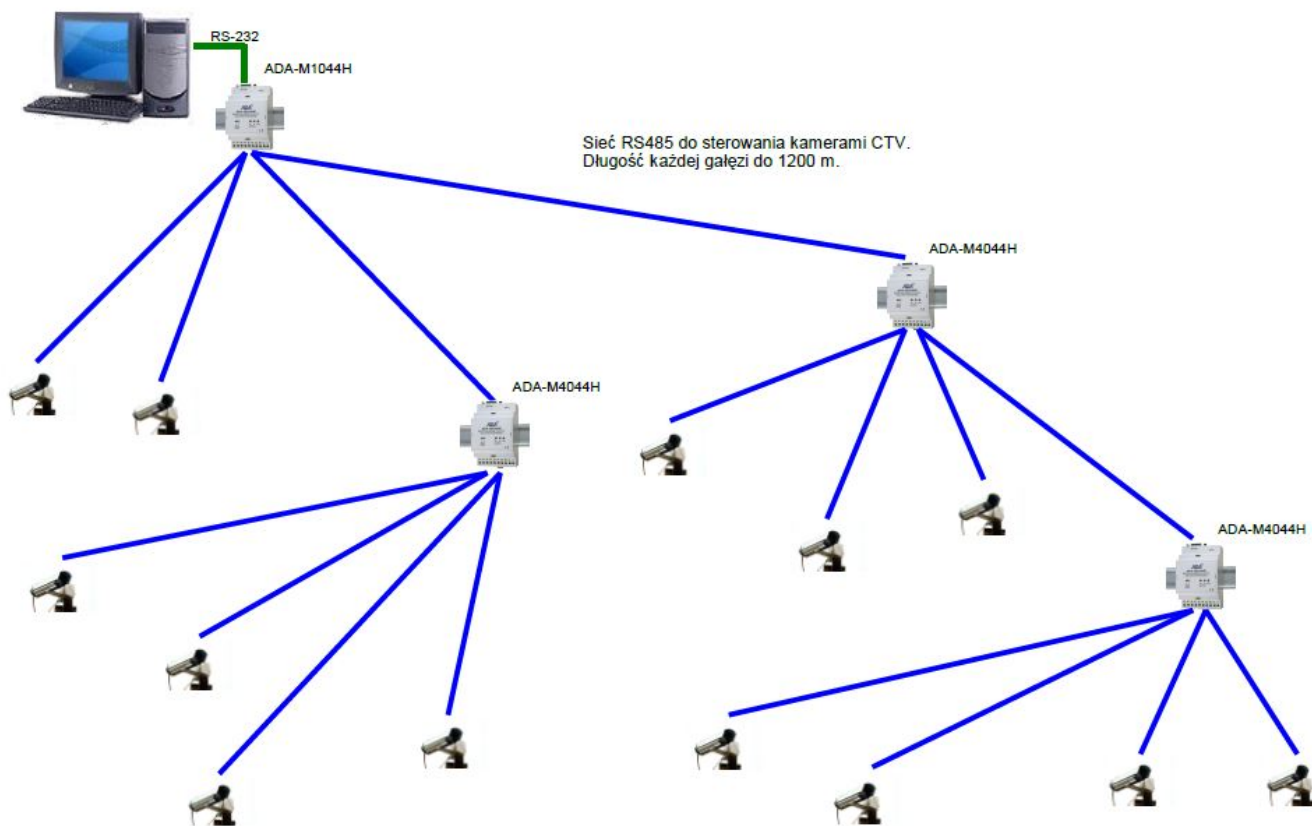 RS-232
ADA-M1044H
Sieć RS485 do sterowania kamerami CTV.
Długość każdej gałęzi do 1200 m.
ADA-M4044H
ADA-M4044H
ADA-M4044H